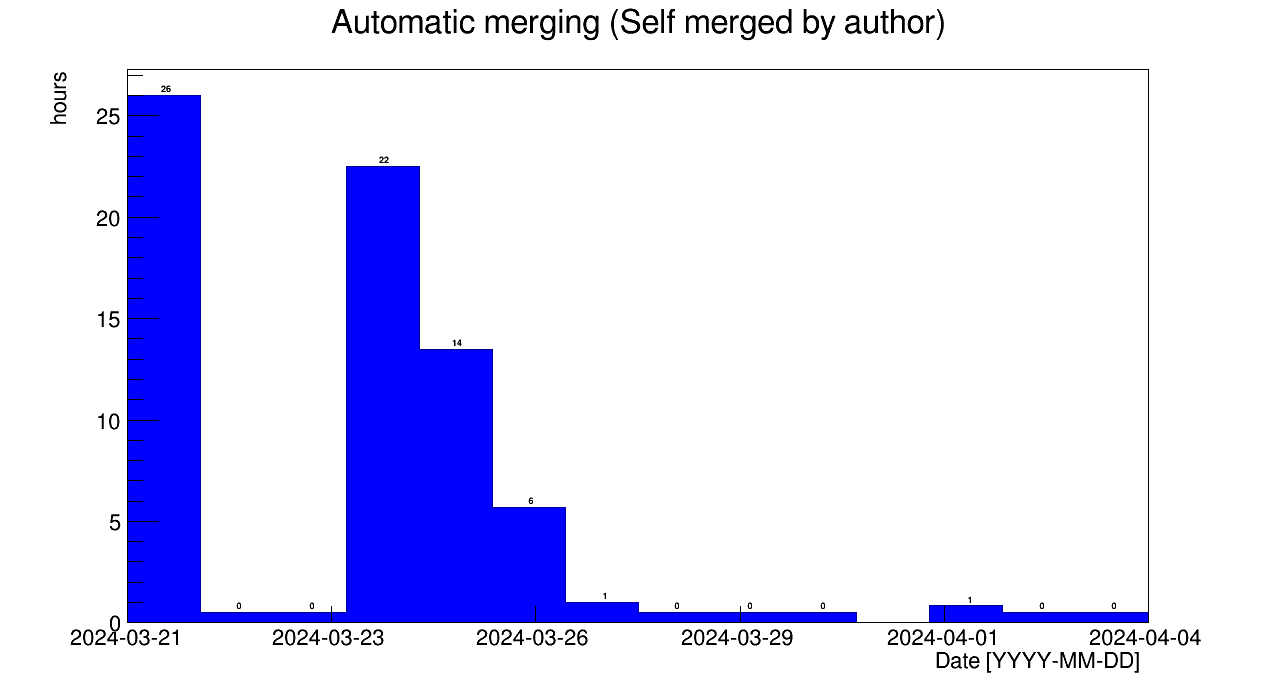 Automatic merging (Self merged by author)
hours
26
25
22
20
15
14
10
6
5
1
0 0 0 0 0 1 0 0
0
2024-03-21 2024-03-23 2024-03-26 2024-03-29 2024-04-01 2024-04-04
Date [YYYY-MM-DD]